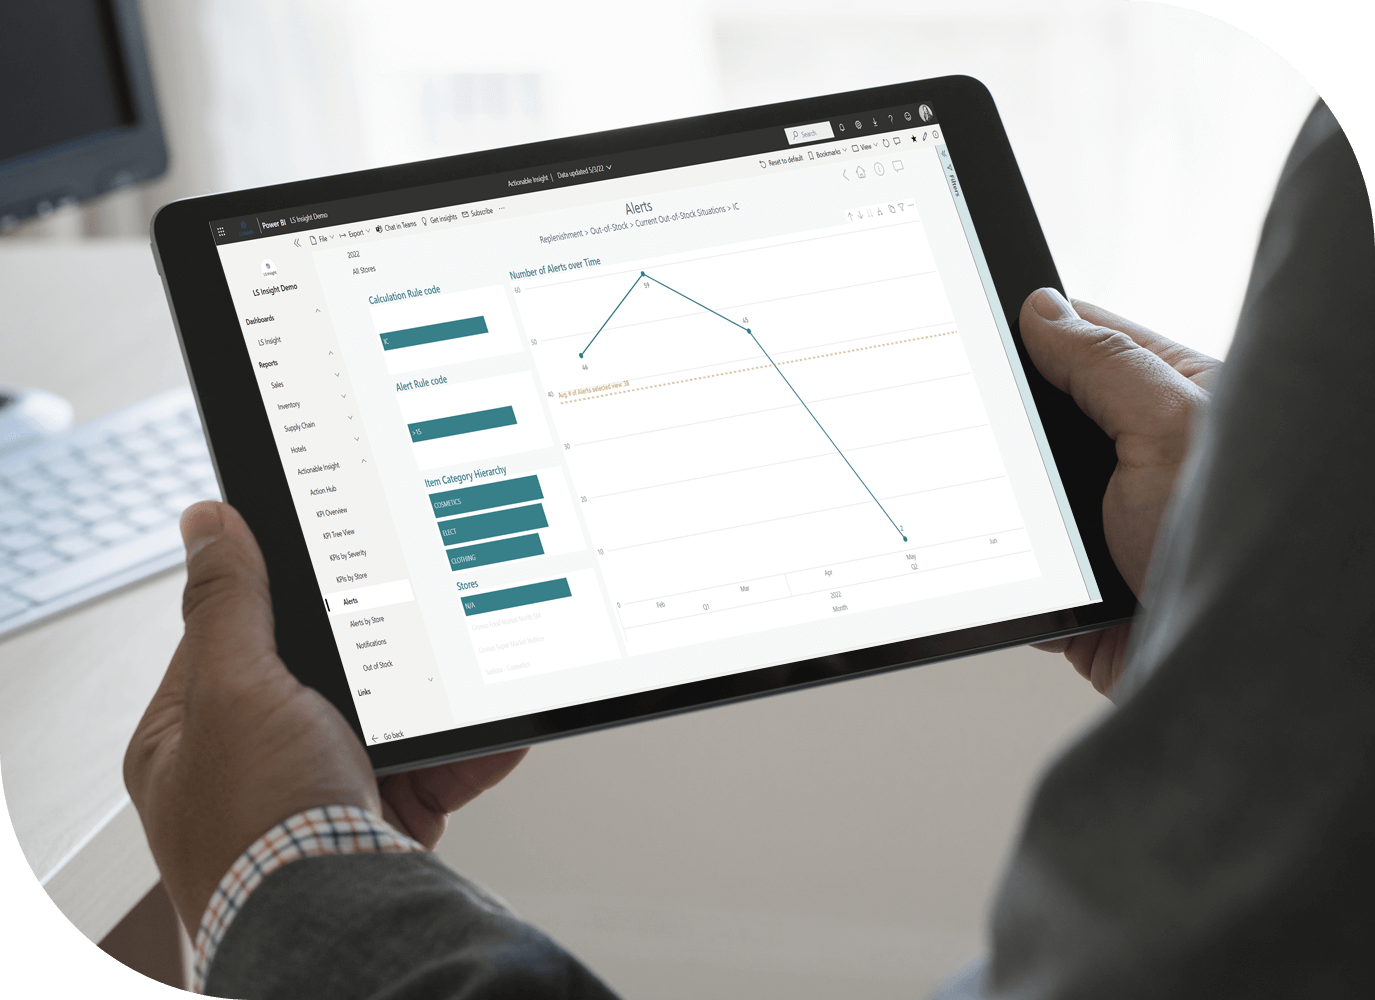 Search
Actionable Insight | Data updated 5/3/22
Power BI LS Insight Demo
Reset to default Bookmarks View
File Export Chat in Teams Get insights Subscribe ...
Filters
LS Insight Demo
Dashboards
LS Insight
Reports
Sales
Inventory
Supply Chain
Hotels
Actionable Insight
Action Hub
KPI Overview
KPI Tree View
KPIs by Severity
KPIs by Store
Alerts
Alerts by Store
Notifications
Out of Stock
Links
Go back
2022
All Stores
Alerts
Replenishment > Out-of-Stock > Current Out-of-Stock Situations > IC
Calculation Rule code
IC
Alert Rule code
>15
Item Category Hierarchy
COSMETICS
ELECT
CLOTHING
Stores
N/A
Number of Alerts over Time
60
50
40
30
20
10
0
59
45
44
2
Avg # of Alerts selected view: 38
Feb
Mar
Apr
May
Jun
Q1
Q2
2022
Month